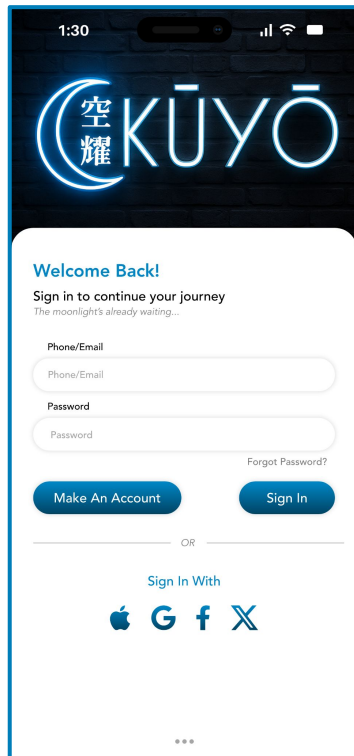 1:30
空
耀
KŪYŌ
Welcome Back!
Sign in to continue your journey
The moonlight's already waiting...
Phone/Email
Phone/Email
Password
Password
Forgot Password?
Make An Account
Sign In
OR
Sign In With